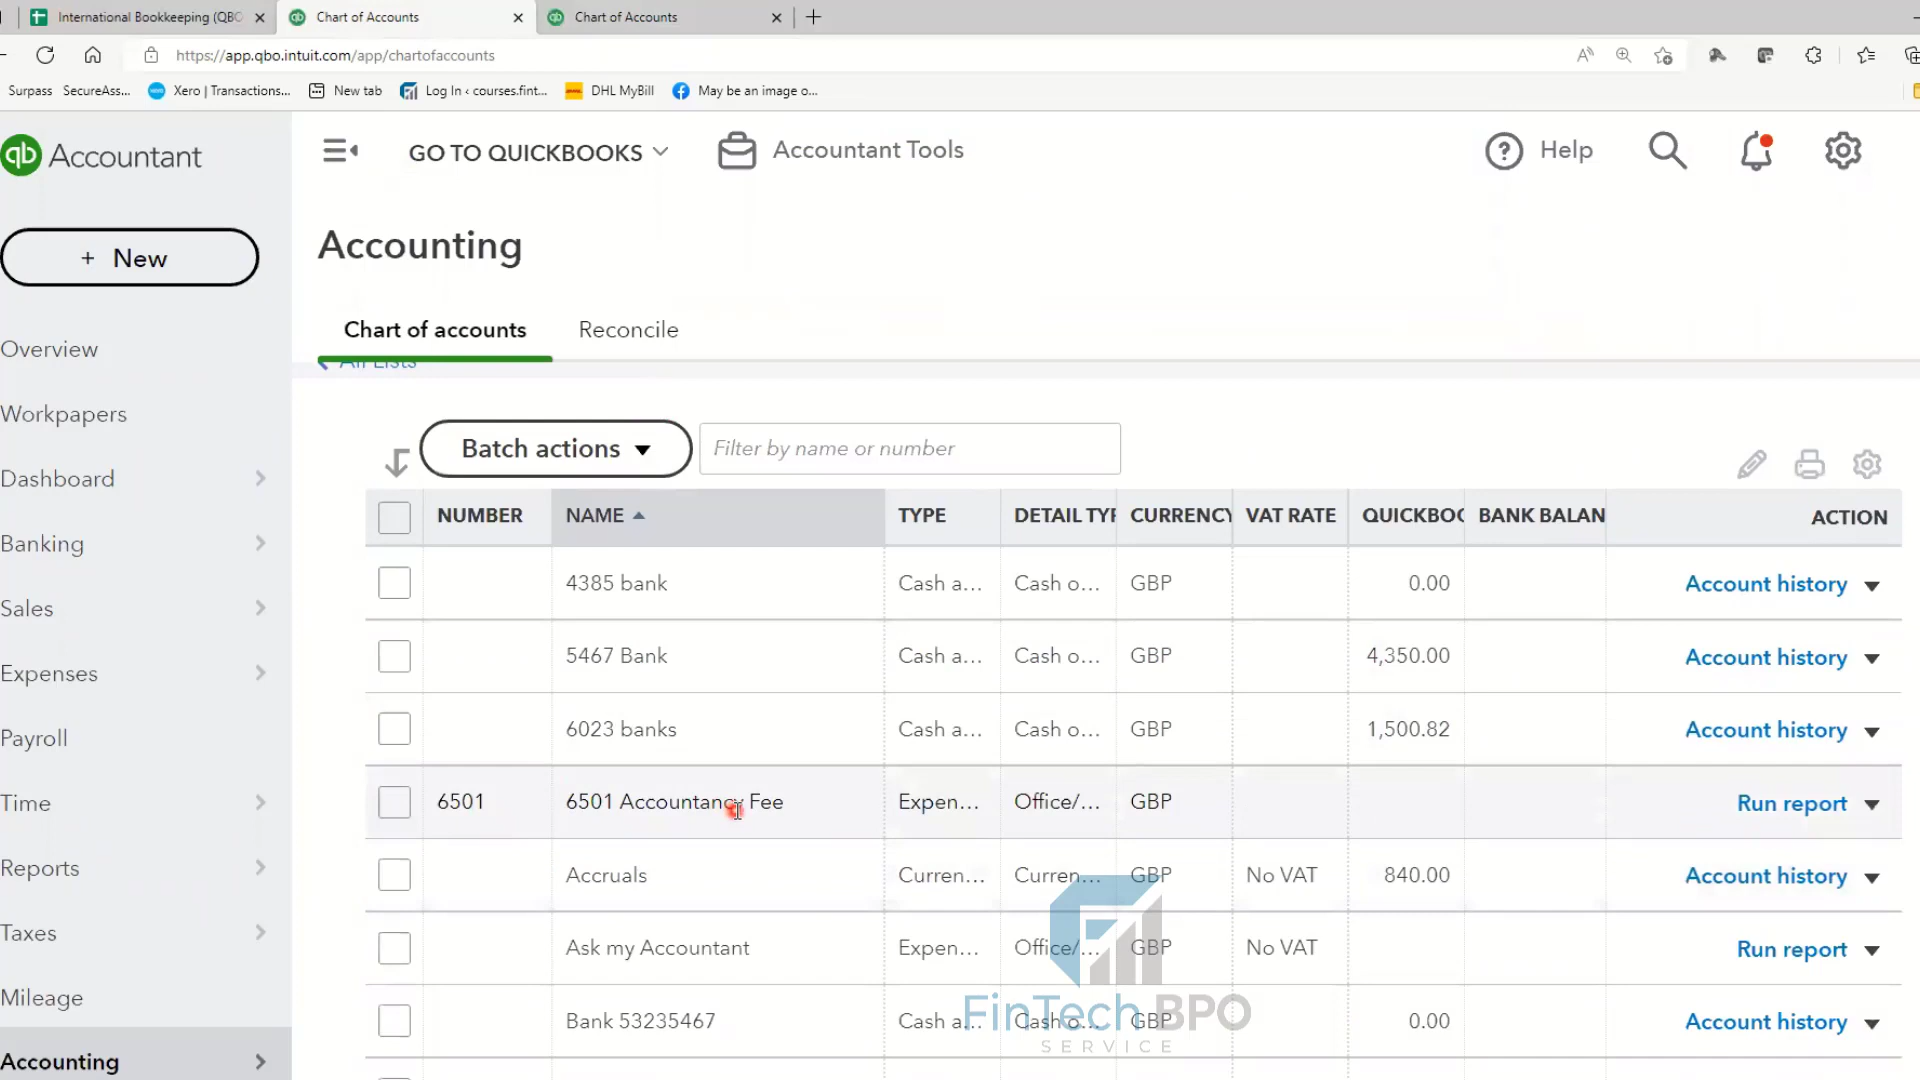 International Bookkeeping (QBO
Chart of Accounts
Chart of Accounts
https://app.qbo.intuit.com/app/chartofaccounts
Surpass
SecureAss...
Xero | Transactions...
New tab
Log In ‹ courses.fint...
DHL MyBill
May be an image o...
qb Accountant
GO TO QUICKBOOKS
Accountant Tools
Help
+ New
Accounting
Chart of accounts
Reconcile
All Lists
Overview
Workpapers
Dashboard
Banking
Sales
Expenses
Payroll
Time
Reports
Taxes
Mileage
Accounting
Batch actions
Filter by name or number
NUMBER NAME TYPE DETAIL TYP CURRENCY VAT RATE QUICKBOO BANK BALAN ACTION
4385 bank Cash a... Cash o... GBP 0.00 Account history
5467 Bank Cash a... Cash o... GBP 4,350.00 Account history
6023 banks Cash a... Cash o... GBP 1,500.82 Account history
6501 6501 Accountancy Fee Expen... Office/... GBP Run report
Accruals Curren... Curren... GBP No VAT 840.00 Account history
Ask my Accountant Expen... Office/... GBP No VAT Run report
Bank 53235467 Cash a... Cash o... GBP 0.00 Account history
FinTech BPO
SERVICE